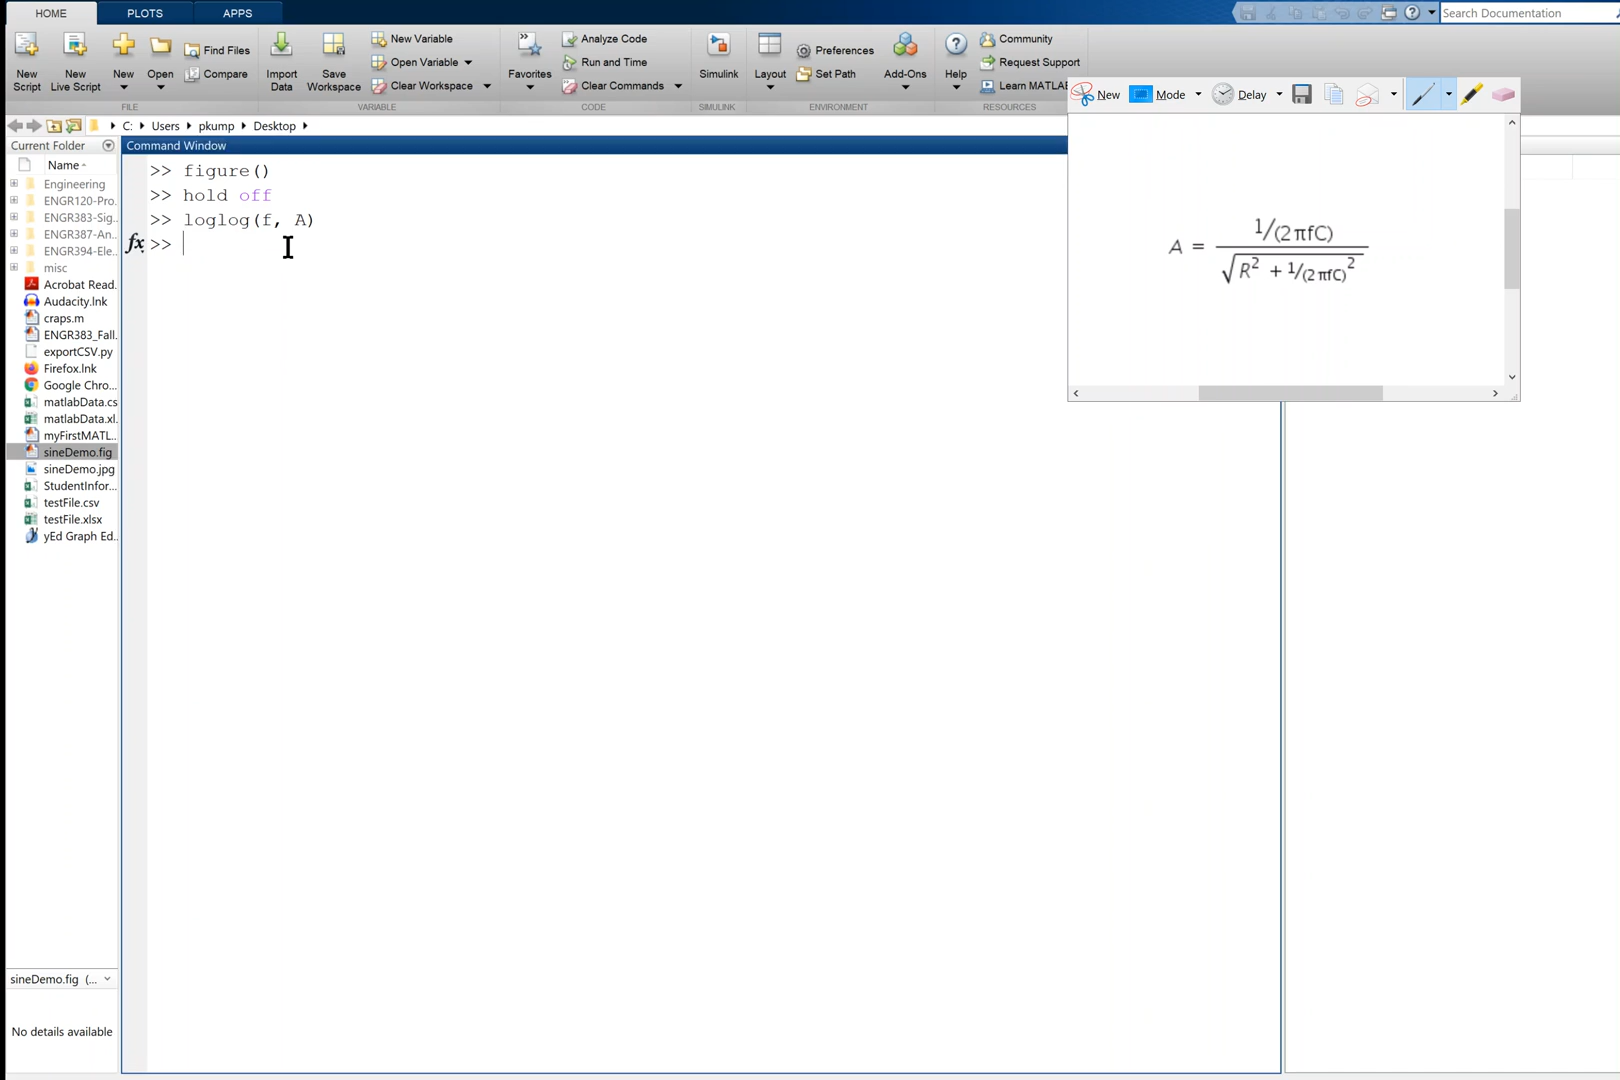 HOME PLOTS APPS
Search Documentation
New Script
New Live Script
New
Open
Find Files
Compare
FILE
Import Data
Save Workspace
New Variable
Open Variable
Clear Workspace
VARIABLE
Favorites
Analyze Code
Run and Time
Clear Commands
CODE
Simulink
SIMULINK
Layout
Preferences
Set Path
Add-Ons
ENVIRONMENT
Help
Community
Request Support
Learn MATLAB
RESOURCES
New Mode Delay
C: Users pkump Desktop
Current Folder
Name
Engineering
ENGR120-Pro...
ENGR383-Sig...
ENGR387-An...
ENGR394-Ele...
misc
Acrobat Read...
Audacity.lnk
craps.m
ENGR383_Fall...
exportCSV.py
Firefox.lnk
Google Chro...
matlabData.cs
matlabData.xl.
myFirstMATL...
sineDemo.fig
sineDemo.jpg
StudentInfor...
testFile.csv
testFile.xlsx
yEd Graph Ed...
sineDemo.fig (...
No details available
Command Window
>> figure()
>> hold off
>> loglog(f, A)
fx >>
A = 1/(2πfC)
√R² + 1/(2πfC)²